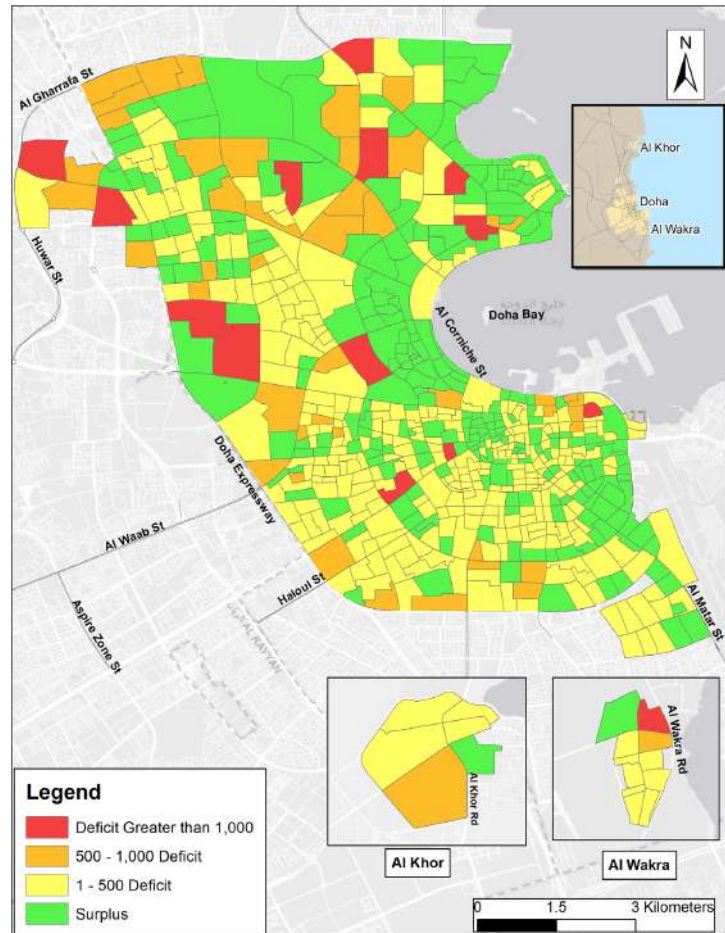 Al Gharrafa St
N
Al Khor
Doha
Al Wakra
Huwar St
Doha Bay
Al Corniche St
Doha Expressway
Al Waab St
Haloul St
Aspire Zone St
AL RAYYAN
Al Matar St
Al Khor Rd
Al Wakra Rd
Al Khor
Al Wakra
Legend
Deficit Greater than 1,000
500 - 1,000 Deficit
1 - 500 Deficit
Surplus
0 1.5 3 Kilometers